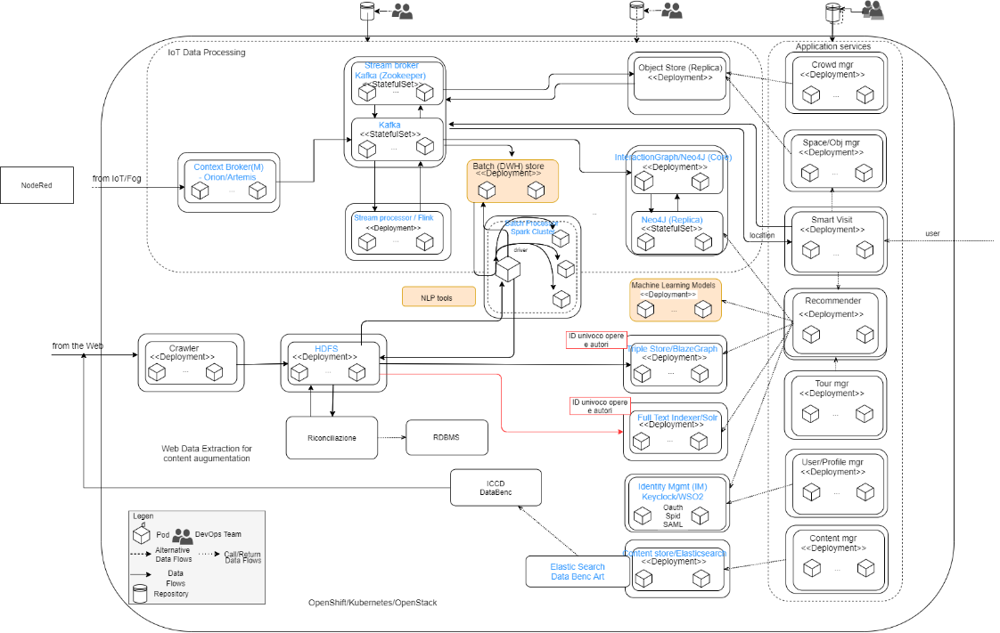 IoT Data Processing
Application services
Stream broker
Kafka (Zookeeper)
<<StatefulSet>>
...
Object Store (Replica)
<<Deployment>>
Crowd mgr
<<Deployment>>
...
Kafka
<<StatefulSet>>
...
Space/Obj mgr
<<Deployment>>
...
NodeRed
from IoT/Fog
Context Broker(M)
- Orion/Artemis
...
Batch (DWH) store
<<Deployment>>
...
InteractionGraph/Neo4J (Core)
<<Deployment>>
...
Stream processor / Flink
<<Deployment>>
...
Batch Processor
Spark Cluster
driver
...
Neo4J (Replica)
<<StatefulSet>>
...
location
Smart Visit
<<Deployment>>
...
user
NLP tools
Machine Learning Models
<<Deployment>>
...
Recommender
<<Deployment>>
...
from the Web
Crawler
<<Deployment>>
...
HDFS
<<Deployment>>
...
ID univoco opere
e autori
Triple Store/BlazeGraph
<<Deployment>>
...
Tour mgr
<<Deployment>>
...
ID univoco opere
e autori
Full Text Indexer/Solr
<<Deployment>>
...
Riconciliazione
RDBMS
Web Data Extraction for
content augumentation
User/Profile mgr
<<Deployment>>
...
ICCD
DataBenc
Identity Mgmt (IM)
Keyclock/WSO2
Oauth
Spid
SAML
Content mgr
<<Deployment>>
...
Content store/Elasticsearch
<<Deployment>>
...
Elastic Search
Data Benc Art
Legen
d
Pod
DevOps Team
Alternative
Data Flows
Call/Return
Data Flows
Data
Flows
Repository
OpenShift/Kubernetes/OpenStack